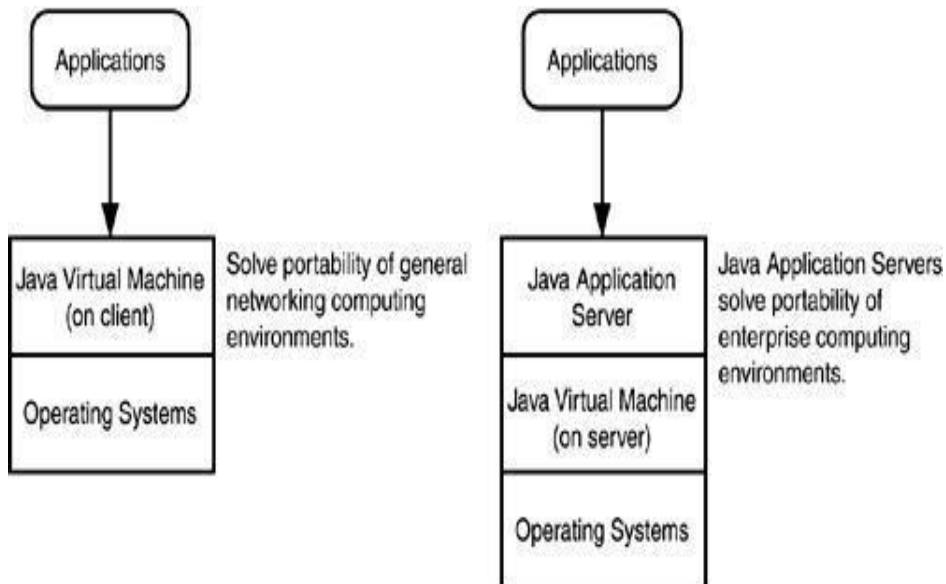 Applications
Java Virtual Machine
(on client)
Operating Systems
Solve portability of general
networking computing
environments.
Applications
Java Application
Server
Java Virtual Machine
(on server)
Operating Systems
Java Application Servers
solve portability of
enterprise computing
environments.